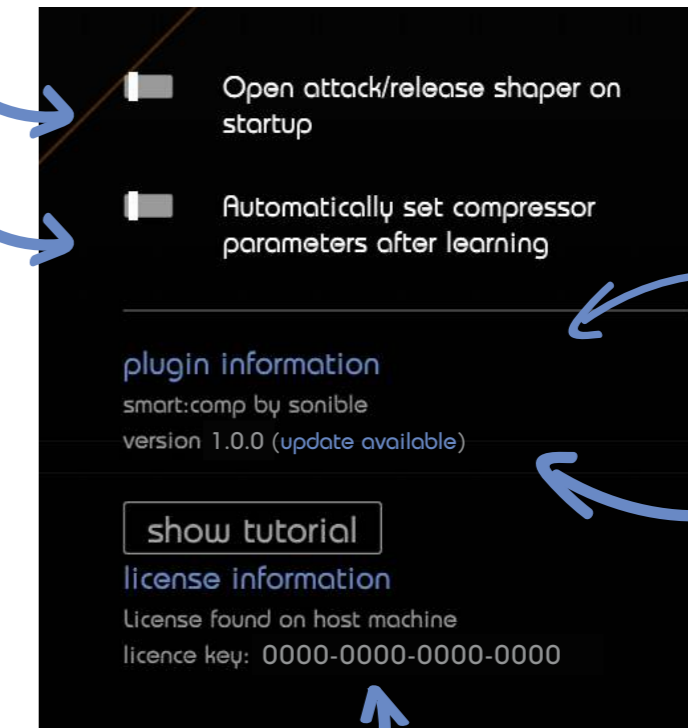 Open attack/release shaper on
startup
Automatically set compressor
parameters after learning
plugin information
smart:comp by sonible
version 1.0.0 (update available)
show tutorial
license information
License found on host machine
licence key: 0000-0000-0000-0000